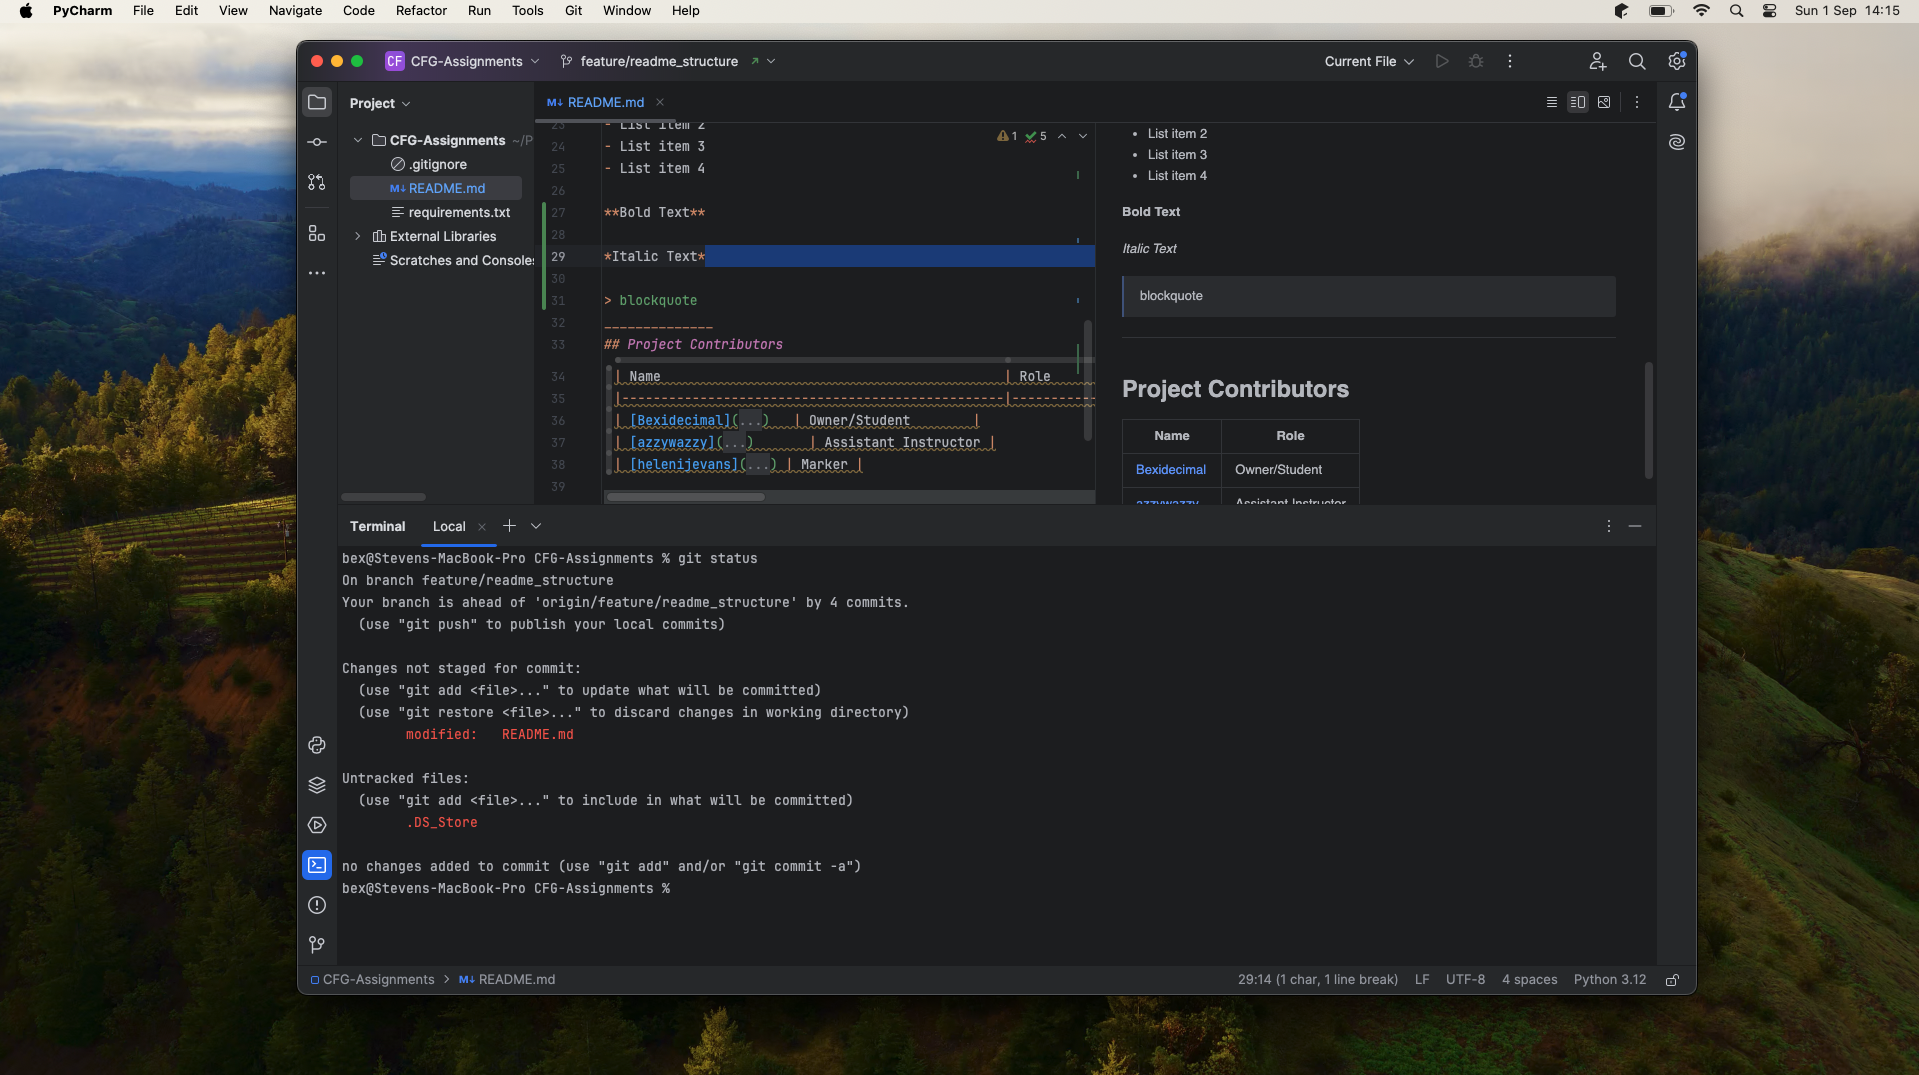 PyCharm File Edit View Navigate Code Refactor Run Tools Git Window Help Sun 1 Sep 14:15
CF CFG-Assignments feature/readme_structure Current File
Project
CFG-Assignments ~/P
.gitignore
M↓ README.md
requirements.txt
External Libraries
Scratches and Consoles
M↓ README.md
1 5
23 - List item 2
24 - List item 3
25 - List item 4
26
27 **Bold Text**
28
29 *Italic Text*
30
31 > blockquote
32 --------------
33 ## Project Contributors
34 | Name | Role
35 |-------------------------------------------------|-----------
36 | [Bexidecimal](...) | Owner/Student |
37 | [azzywazzy](...) | Assistant Instructor |
38 | [helenijevans](...) | Marker |
39
• List item 2
• List item 3
• List item 4
Bold Text
Italic Text
blockquote
Project Contributors
Name Role
Bexidecimal Owner/Student
azzywazzy Assistant Instructor
Terminal Local
bex@Stevens-MacBook-Pro CFG-Assignments % git status
On branch feature/readme_structure
Your branch is ahead of 'origin/feature/readme_structure' by 4 commits.
(use "git push" to publish your local commits)
Changes not staged for commit:
(use "git add <file>..." to update what will be committed)
(use "git restore <file>..." to discard changes in working directory)
modified: README.md
Untracked files:
(use "git add <file>..." to include in what will be committed)
.DS_Store
no changes added to commit (use "git add" and/or "git commit -a")
bex@Stevens-MacBook-Pro CFG-Assignments %
CFG-Assignments > M↓ README.md 29:14 (1 char, 1 line break) LF UTF-8 4 spaces Python 3.12